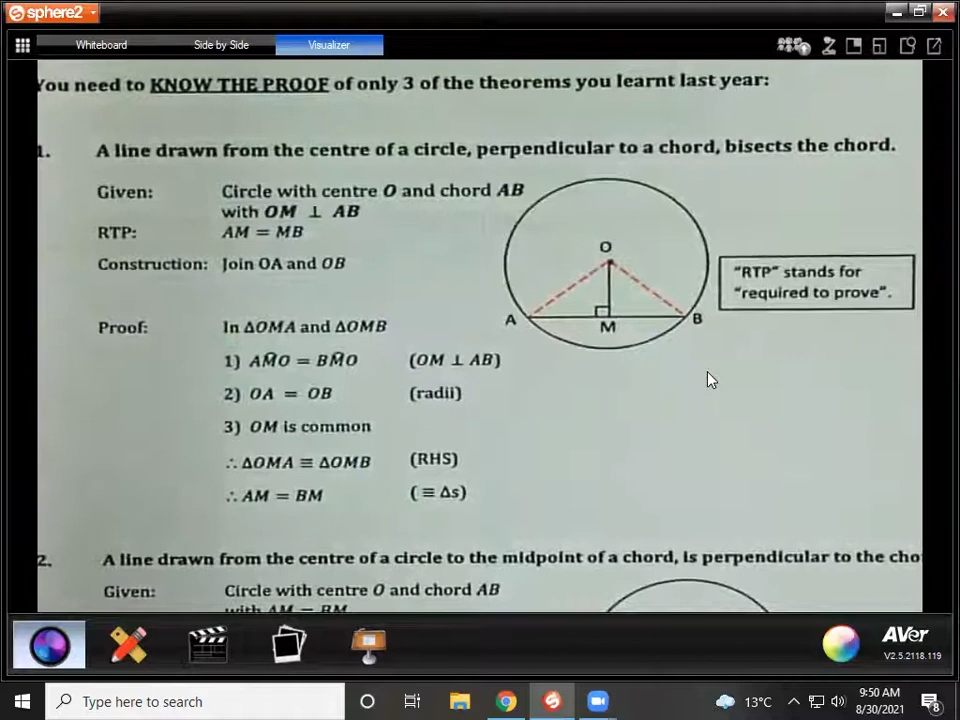 sphere2
Whiteboard
Side by Side
Visualizer
You need to KNOW THE PROOF of only 3 of the theorems you learnt last year:
1. A line drawn from the centre of a circle, perpendicular to a chord, bisects the chord.
Given: Circle with centre O and chord AB
with OM ⊥ AB
RTP: AM = MB
Construction: Join OA and OB
O
A
M
B
"RTP" stands for
"required to prove".
Proof: In ΔOMA and ΔOMB
1) AM̂O = BM̂O (OM ⊥ AB)
2) OA = OB (radii)
3) OM is common
∴ ΔOMA ≡ ΔOMB (RHS)
∴ AM = BM (≡ Δs)
2. A line drawn from the centre of a circle to the midpoint of a chord, is perpendicular to the cho
Given: Circle with centre O and chord AB
with AM = BM
AVer
V2.5.2118.119
Type here to search
13°C
9:50 AM
8/30/2021
8